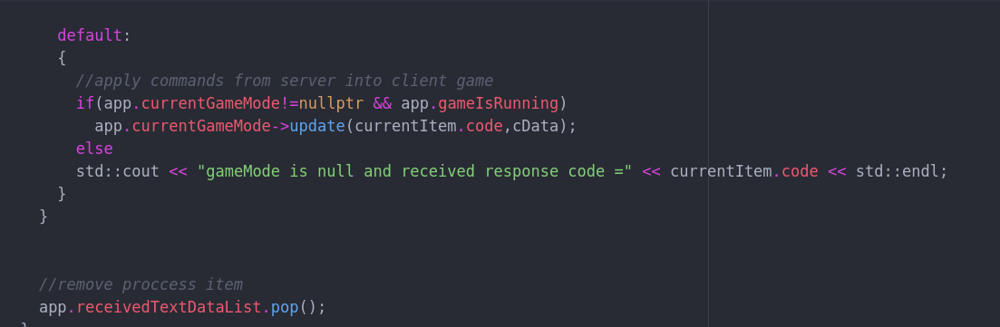 default:
{
//apply commands from server into client game
if(app.currentGameMode!=nullptr && app.gameIsRunning)
app.currentGameMode->update(currentItem.code,cData);
else
std::cout << "gameMode is null and received response code =" << currentItem.code << std::endl;
}
}
//remove proccess item
app.receivedTextDataList.pop();
}